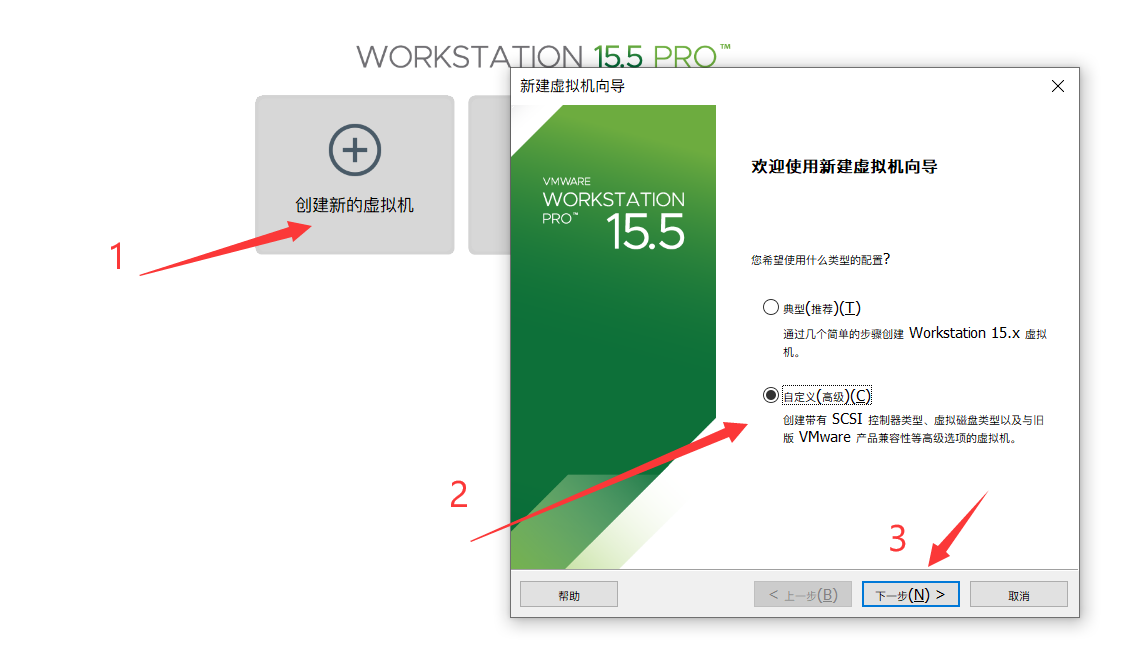 WORKSTATION 15.5 PRO™
新建虚拟机向导
创建新的虚拟机
1
VMWARE
WORKSTATION
PRO™ 15.5
欢迎使用新建虚拟机向导
您希望使用什么类型的配置?
典型(推荐)(T)
通过几个简单的步骤创建 Workstation 15.x 虚拟
机。
自定义(高级)(C)
创建带有 SCSI 控制器类型、虚拟磁盘类型以及与旧
版 VMware 产品兼容性等高级选项的虚拟机。
2
3
帮助
< 上一步(B)
下一步(N) >
取消